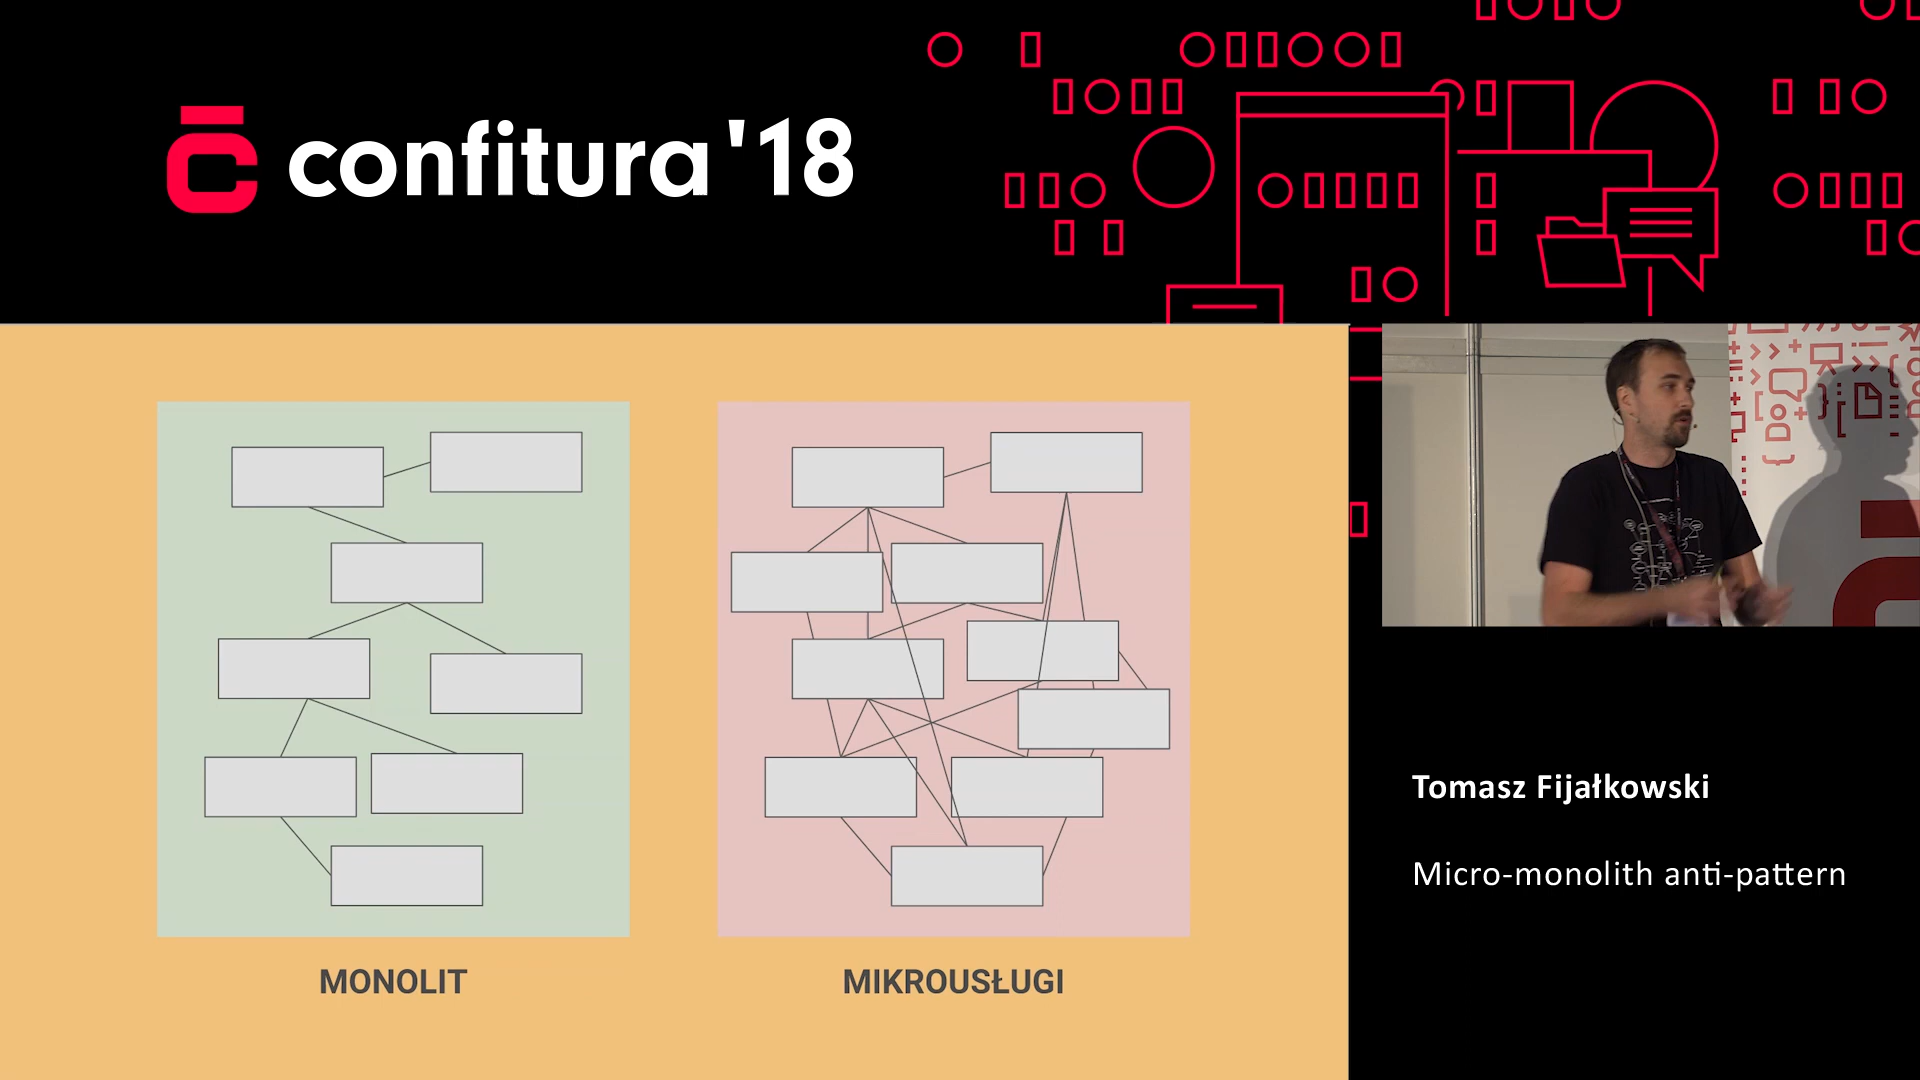 confitura '18
MONOLIT
MIKROUSŁUGI
Tomasz Fijałkowski
Micro-monolith anti-pattern